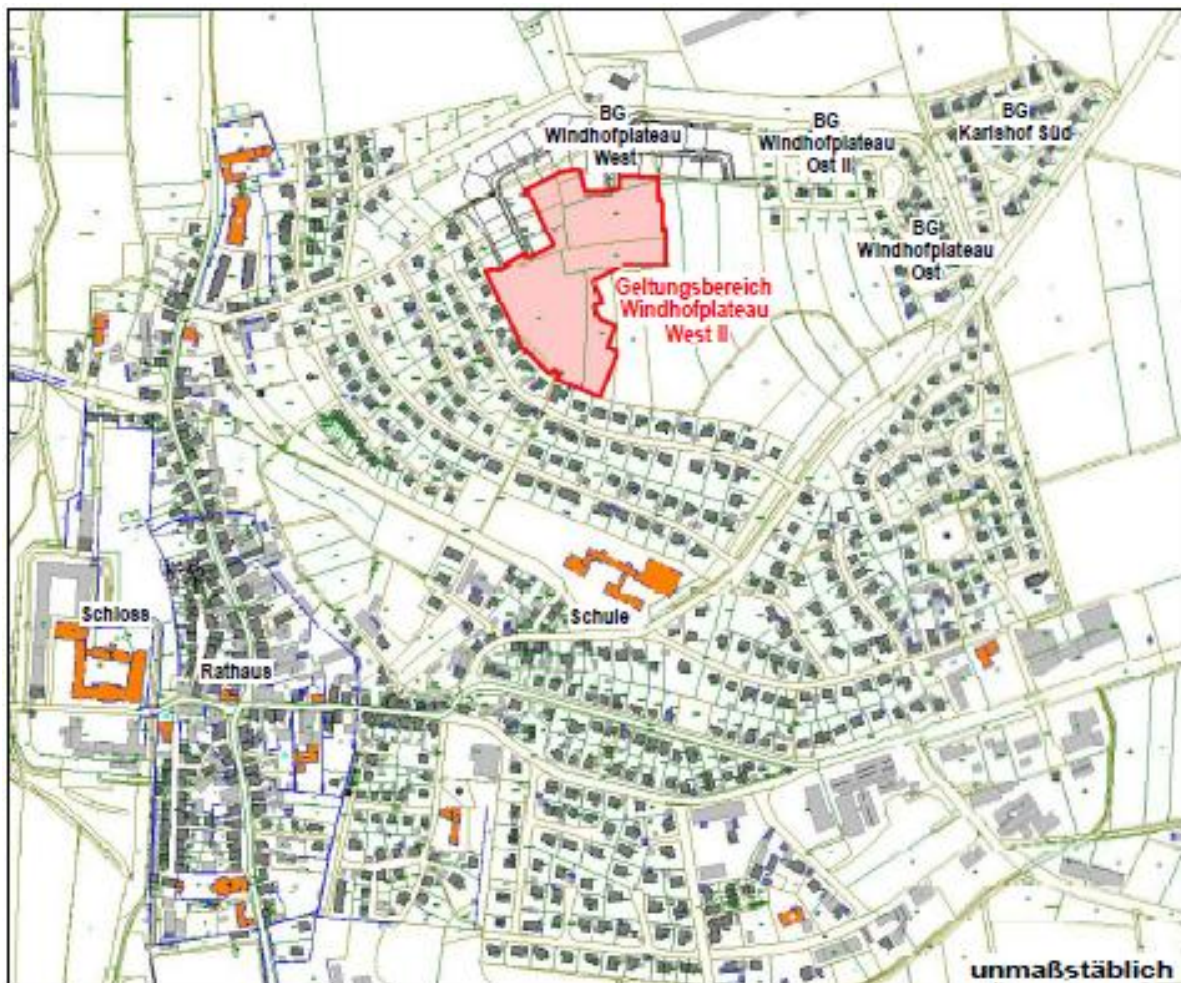 BG
Windhofplateau
West
BG
Windhofplateau
Ost II
BG
Karlshof Süd
BG
Windhofplateau
Ost
Geltungsbereich
Windhofplateau
West II
Schloss
Schule
Rathaus
unmaßstäblich